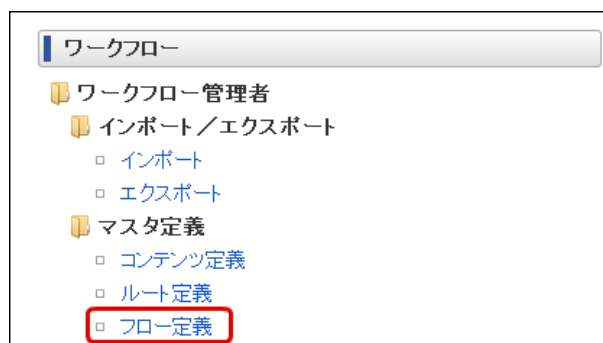 ワークフロー
ワークフロー管理者
インポート／エクスポート
インポート
エクスポート
マスタ定義
コンテンツ定義
ルート定義
フロー定義